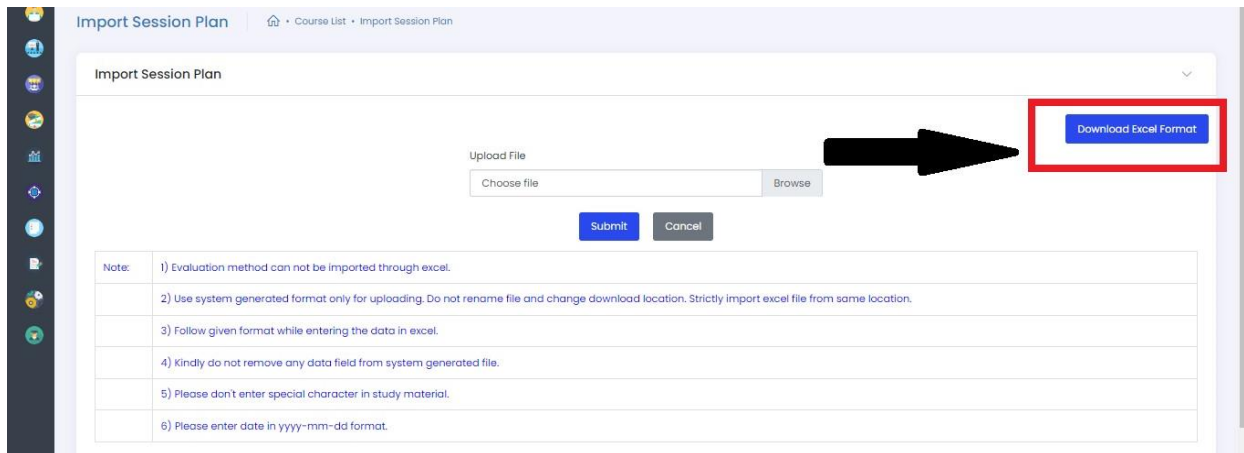 Import Session Plan
• Course List • Import Session Plan
Import Session Plan
Download Excel Format
Upload File
Choose file Browse
Submit Cancel
Note: 1) Evaluation method can not be imported through excel.
2) Use system generated format only for uploading. Do not rename file and change download location. Strictly import excel file from same location.
3) Follow given format while entering the data in excel.
4) Kindly do not remove any data field from system generated file.
5) Please don't enter special character in study material.
6) Please enter date in yyyy-mm-dd format.